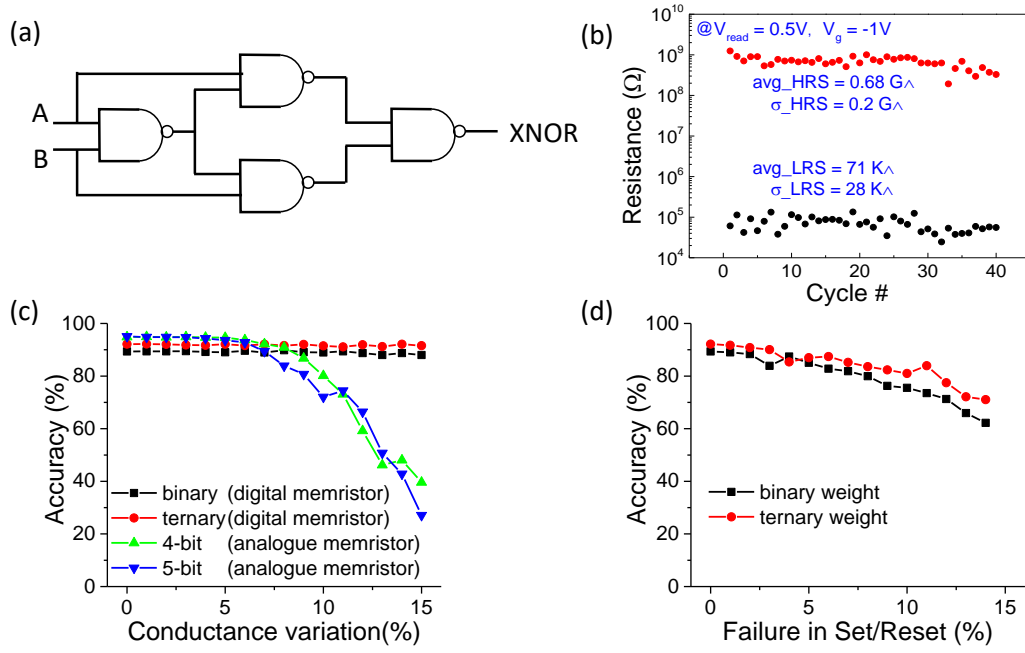 (a)
A
B
XNOR
(b)
@V_read = 0.5V, V_g = -1V
avg_HRS = 0.68 G∧
σ_HRS = 0.2 G∧
avg_LRS = 71 K∧
σ_LRS = 28 K∧
Resistance (Ω)
10^10
10^9
10^8
10^7
10^6
10^5
10^4
0 10 20 30 40
Cycle #
(c)
Accuracy (%)
100
80
60
40
20
0
binary (digital memristor)
ternary (digital memristor)
4-bit (analogue memristor)
5-bit (analogue memristor)
0 5 10 15
Conductance variation(%)
(d)
Accuracy (%)
100
80
60
40
20
0
binary weight
ternary weight
0 5 10 15
Failure in Set/Reset (%)